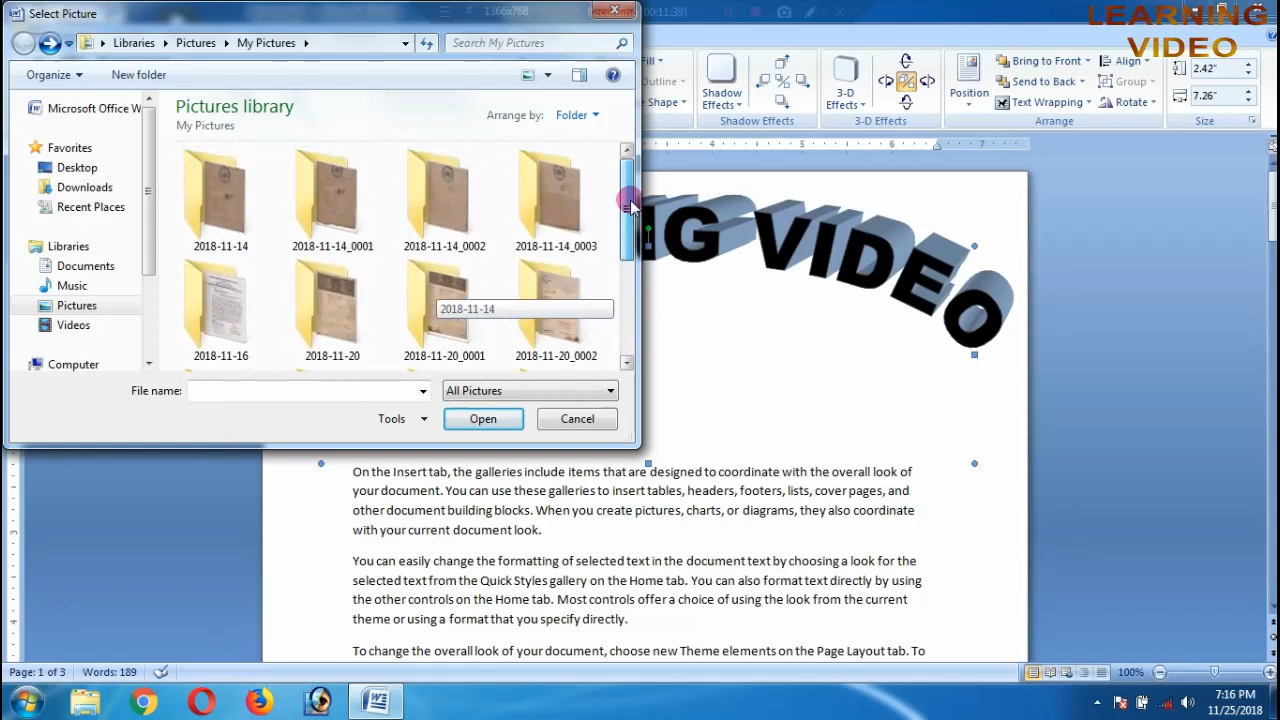 Select Picture
1366x768
[00:11:39]
LEARNING
VIDEO
Libraries
Pictures
My Pictures
Search My Pictures
Organize
New folder
Microsoft Office W
Favorites
Desktop
Downloads
Recent Places
Libraries
Documents
Music
Pictures
Videos
Computer
Pictures library
My Pictures
Arrange by:
Folder
2018-11-14
2018-11-14_0001
2018-11-14_0002
2018-11-14_0003
2018-11-14
2018-11-16
2018-11-20
2018-11-20_0001
2018-11-20_0002
File name:
All Pictures
Tools
Open
Cancel
Fill
Outline
Shape
Shadow
Effects
Shadow Effects
3-D
Effects
3-D Effects
Position
Bring to Front
Send to Back
Text Wrapping
Align
Group
Rotate
Arrange
2.42"
7.26"
Size
4
5
6
7
G VIDEO
On the Insert tab, the galleries include items that are designed to coordinate with the overall look of
your document. You can use these galleries to insert tables, headers, footers, lists, cover pages, and
other document building blocks. When you create pictures, charts, or diagrams, they also coordinate
with your current document look.
You can easily change the formatting of selected text in the document text by choosing a look for the
selected text from the Quick Styles gallery on the Home tab. You can also format text directly by using
the other controls on the Home tab. Most controls offer a choice of using the look from the current
theme or using a format that you specify directly.
To change the overall look of your document, choose new Theme elements on the Page Layout tab. To
3
4
Page: 1 of 3
Words: 189
100%
7:16 PM
11/25/2018